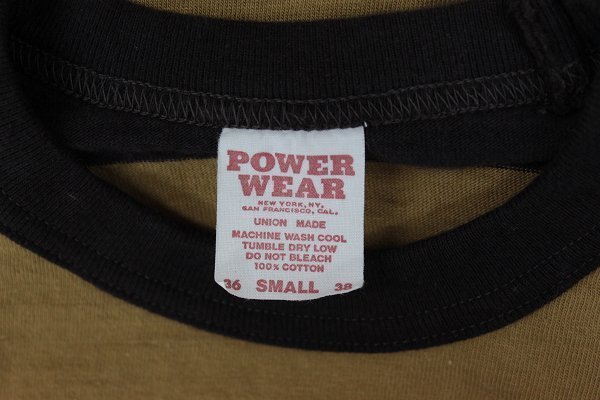 POWER
WEAR
NEW YORK, NY.
SAN FRANCISCO, CAL.
UNION MADE
MACHINE WASH COOL
TUMBLE DRY LOW
DO NOT BLEACH
100% COTTON
36 SMALL 38